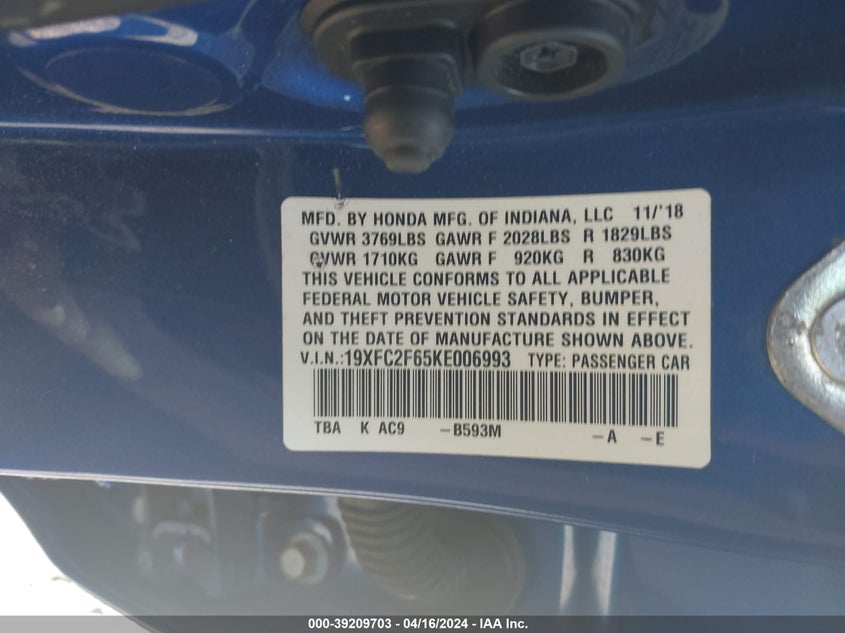 MFD. BY HONDA MFG. OF INDIANA, LLC 11/'18
GVWR 3769LBS GAWR F 2028LBS R 1829LBS
GVWR 1710KG GAWR F 920KG R 830KG
THIS VEHICLE CONFORMS TO ALL APPLICABLE
FEDERAL MOTOR VEHICLE SAFETY, BUMPER,
AND THEFT PREVENTION STANDARDS IN EFFECT
ON THE DATE OF MANUFACTURE SHOWN ABOVE.
V.I.N.:19XFC2F65KE006993 TYPE: PASSENGER CAR
TBA K AC9 -B593M -A -E
000-39209703 - 04/16/2024 - IAA Inc.